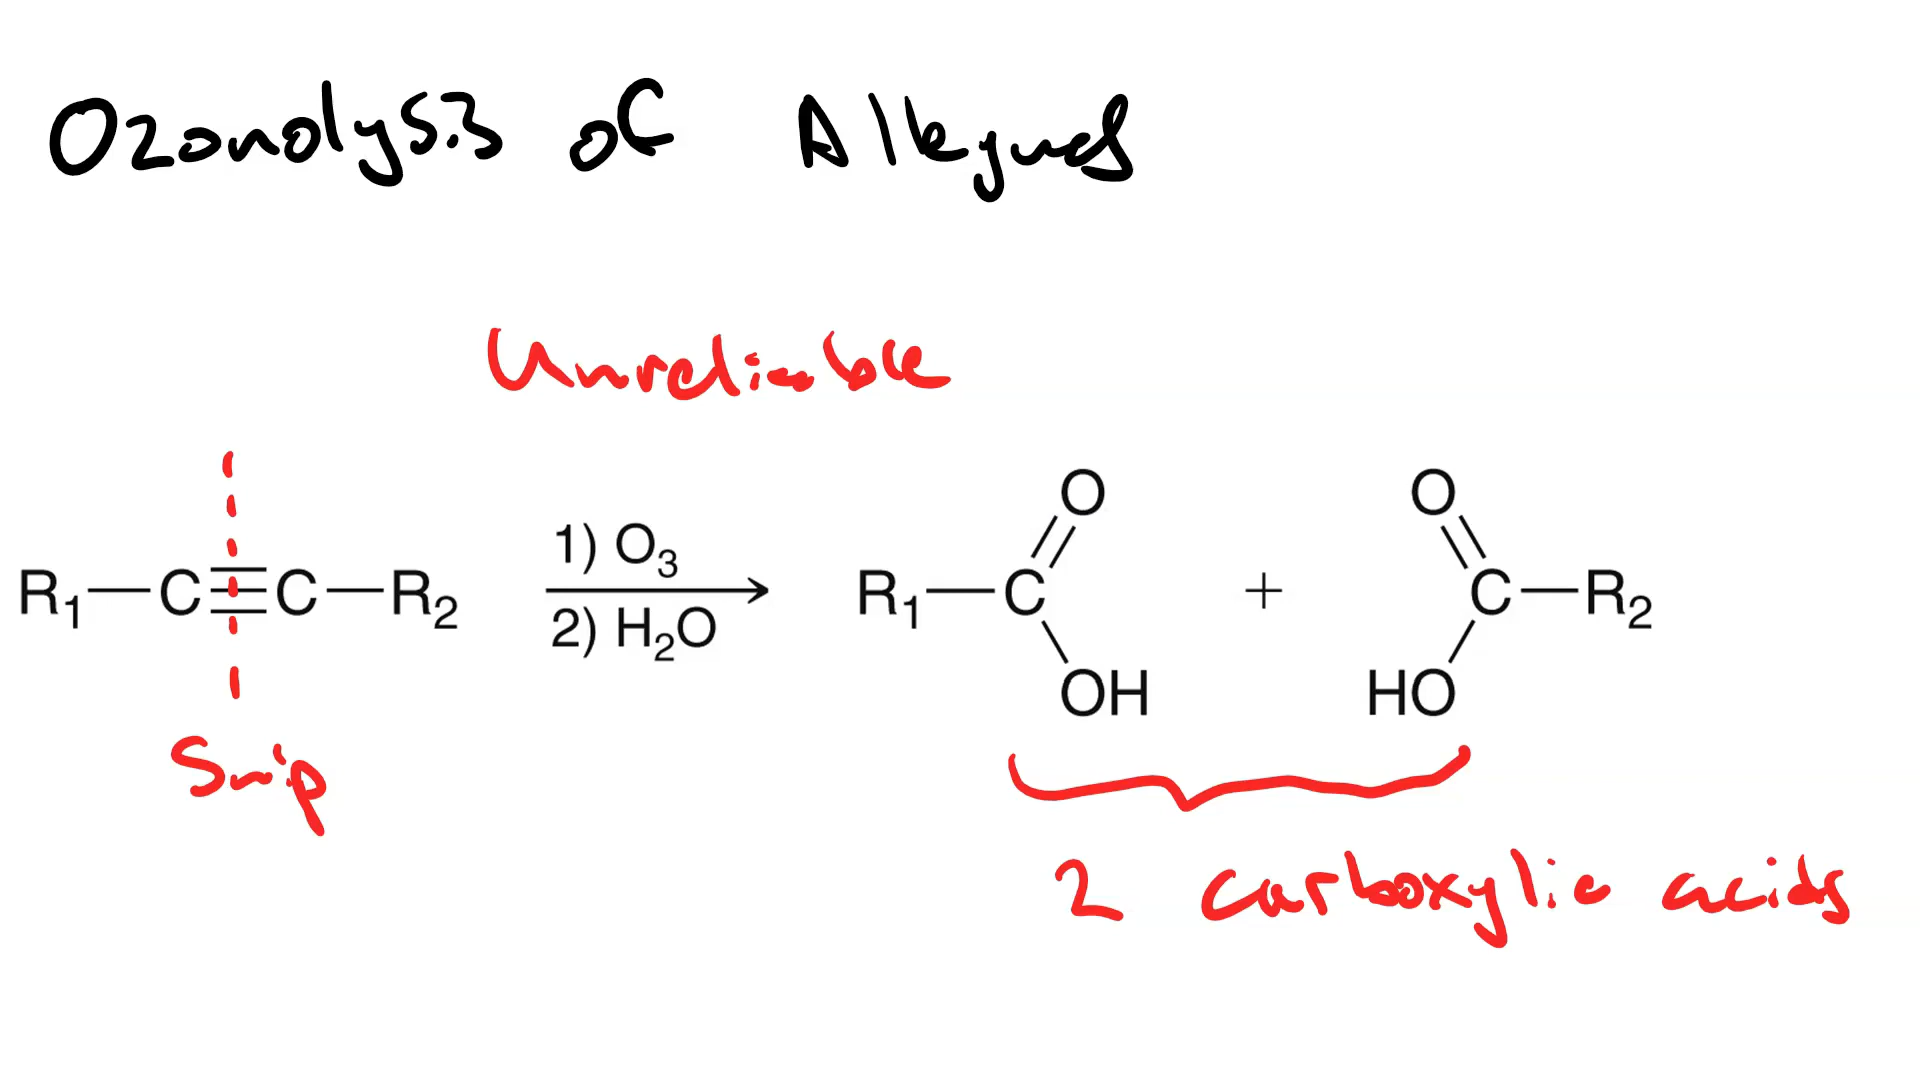 Ozonolysis of Alkynes
Unreliable
R₁—C≡C—R₂ 1) O₃ 2) H₂O R₁—C O OH + O HO C—R₂
Snip
2 carboxylic acids